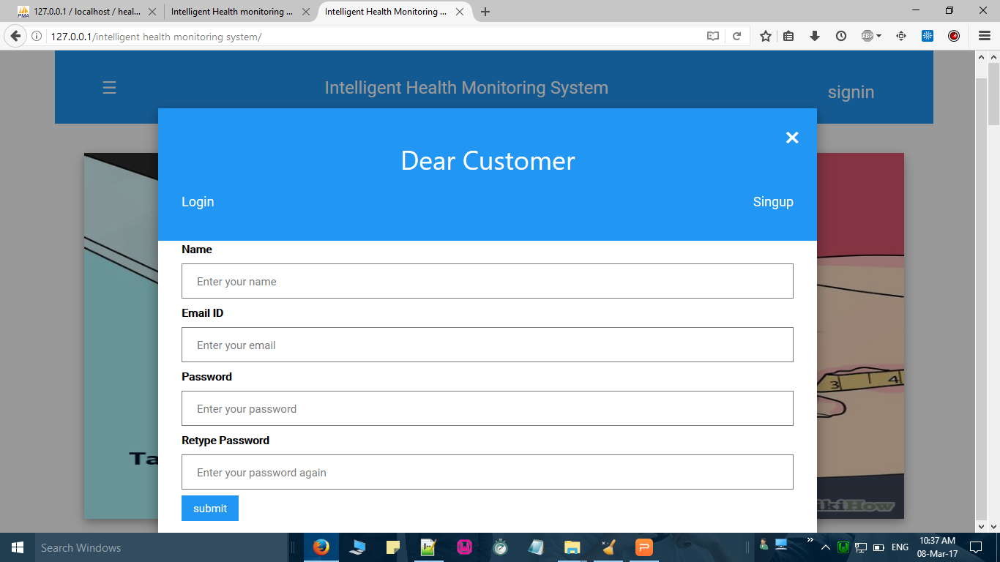 127.0.0.1 / localhost / heal...
Intelligent Health monitoring ...
Intelligent Health Monitoring ...
127.0.0.1/intelligent health monitoring system/
ABP
☰
Intelligent Health Monitoring System
signin
×
Dear Customer
Login
Singup
Name
Enter your name
Email ID
Enter your email
Password
Enter your password
Retype Password
Enter your password again
submit
Ta
3
4
ikiHow
Search Windows
ENG
10:37 AM
08-Mar-17